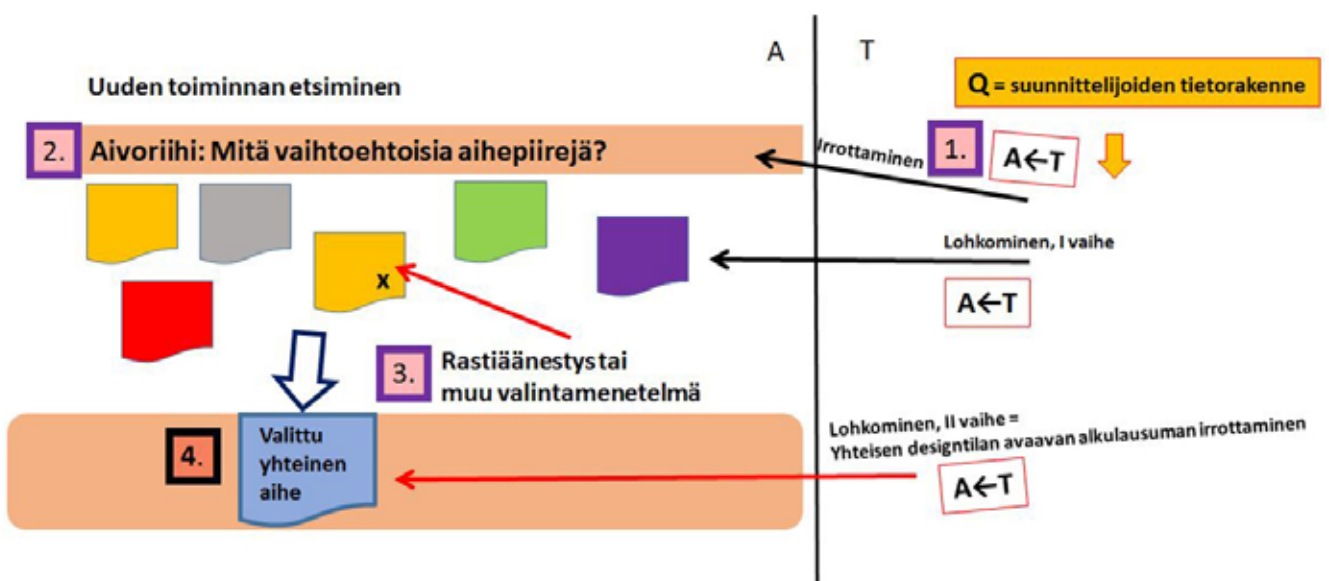 A
T
Uuden toiminnan etsiminen
Q = suunnittelijoiden tietorakenne
2.
Aivoriihi: Mitä vaihtoehtoisia aihepiirejä?
Irrottaminen
1.
A←T
Lohkominen, I vaihe
A←T
x
3.
Rastiäänestys tai
muu valintamenetelmä
4.
Valittu
yhteinen
aihe
Lohkominen, II vaihe =
Yhteisen designtilan avaavan alkulausuman irrottaminen
A←T